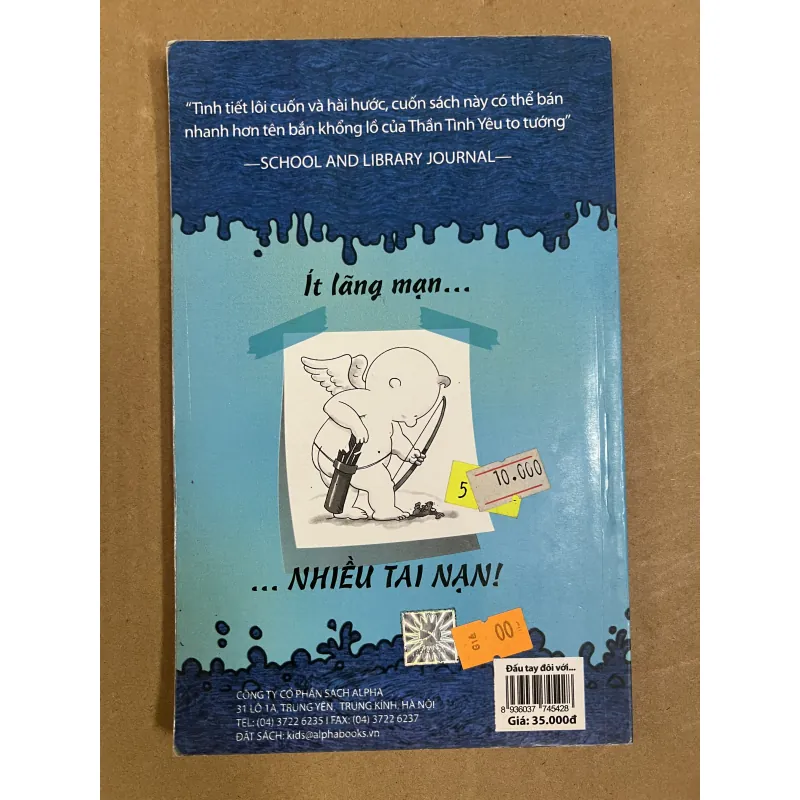 “Tình tiết lôi cuốn và hài hước, cuốn sách này có thể bán
nhanh hơn tên bắn khổng lồ của Thần Tình Yêu to tướng”
—SCHOOL AND LIBRARY JOURNAL—
Ít lãng mạn...
5
10.000
... NHIỀU TAI NẠN!
GIÁ
00
CÔNG TY CỔ PHẦN SÁCH ALPHA
31 LÔ 1A, TRUNG YÊN, TRUNG KÍNH, HÀ NỘI
TEL: (04) 3722 6235 I FAX: (04) 3722 6237
ĐẶT SÁCH: kids@alphabooks.vn
Đấu tay đôi với...
8 936037 745428
Giá: 35.000đ